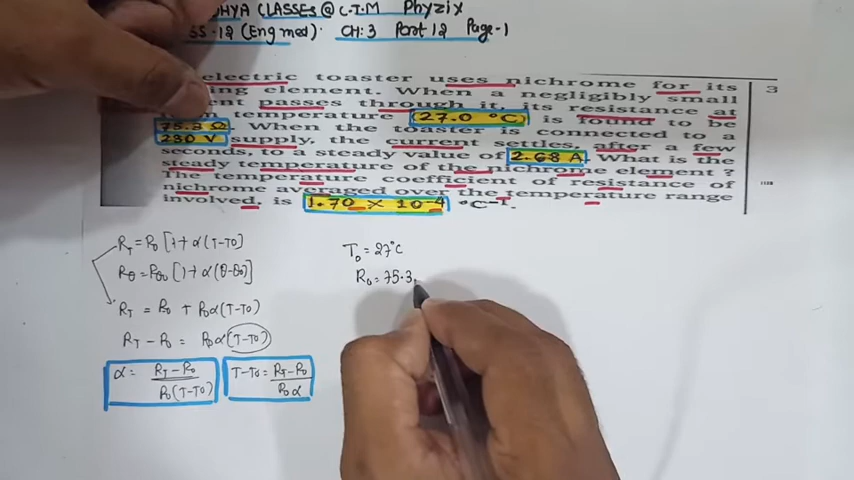 CLASSES @ C.T.M Phyzix
12 (Eng med) CH:3 Part 12 Page-1
electric toaster uses nichrome for its
element. When a negligibly small
passes through it, its resistance at
temperature (27.0 °C) is found to be
75.3 Ω. When the toaster is connected to a
230 V supply, the current settles, after a few
seconds, to a steady value of 2.68 A. What is the
steady temperature of the nichrome element ?
The temperature coefficient of resistance of
nichrome averaged over the temperature range
involved, is 1.70 × 10-4 °C-1.
3
RT = R0 [1+α(T-T0)
Rθ = Rθ0 [1+α(θ-θ0)]
RT = R0 + R0α(T-T0)
RT - R0 = R0α(T-T0)
α = RT-R0 / R0(T-T0)
T-T0 = RT-R0 / R0α
T0 = 27°C
R0 = 75.3